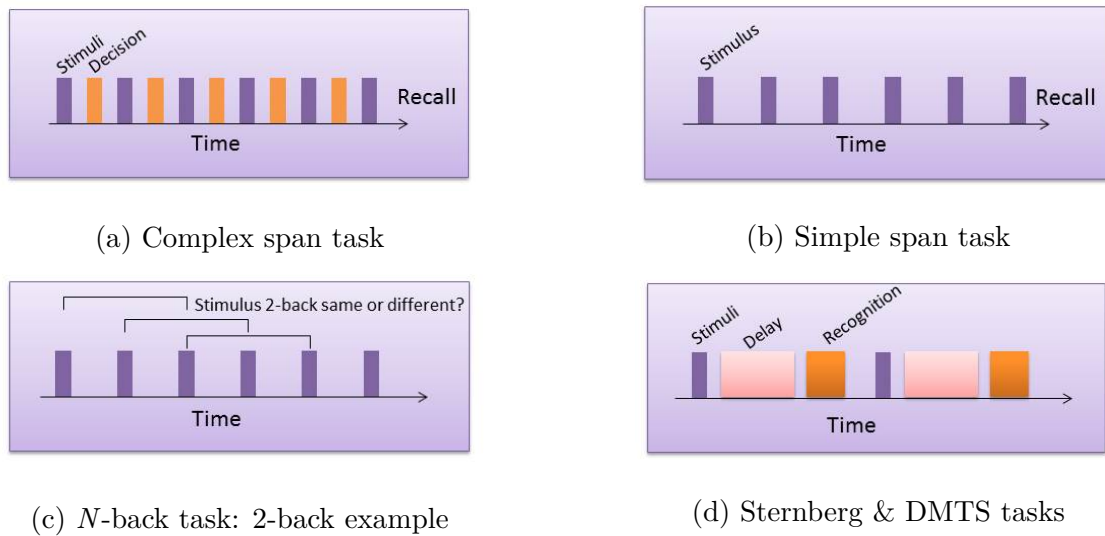 Stimuli
Decision
Recall
Time
(a) Complex span task
Stimulus
Recall
Time
(b) Simple span task
Stimulus 2-back same or different?
Time
(c) N-back task: 2-back example
Stimuli
Delay
Recognition
Time
(d) Sternberg & DMTS tasks